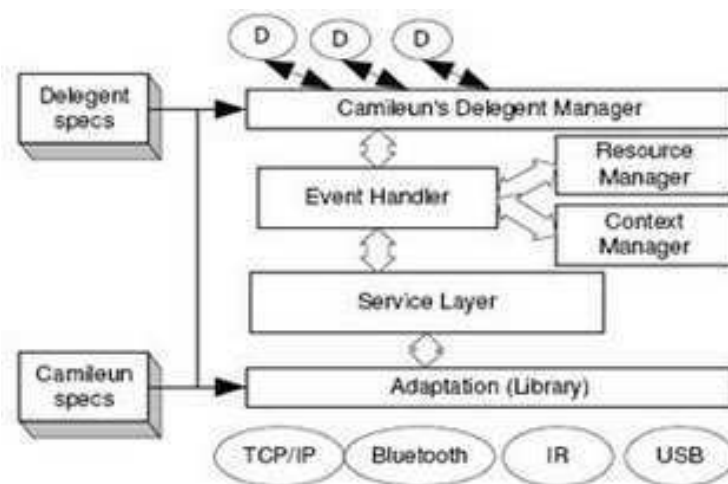 D
D
D
Delegent
specs
Camileun's Delegent Manager
Resource
Manager
Event Handler
Context
Manager
Service Layer
Camileun
specs
Adaptation (Library)
TCP/IP
Bluetooth
IR
USB